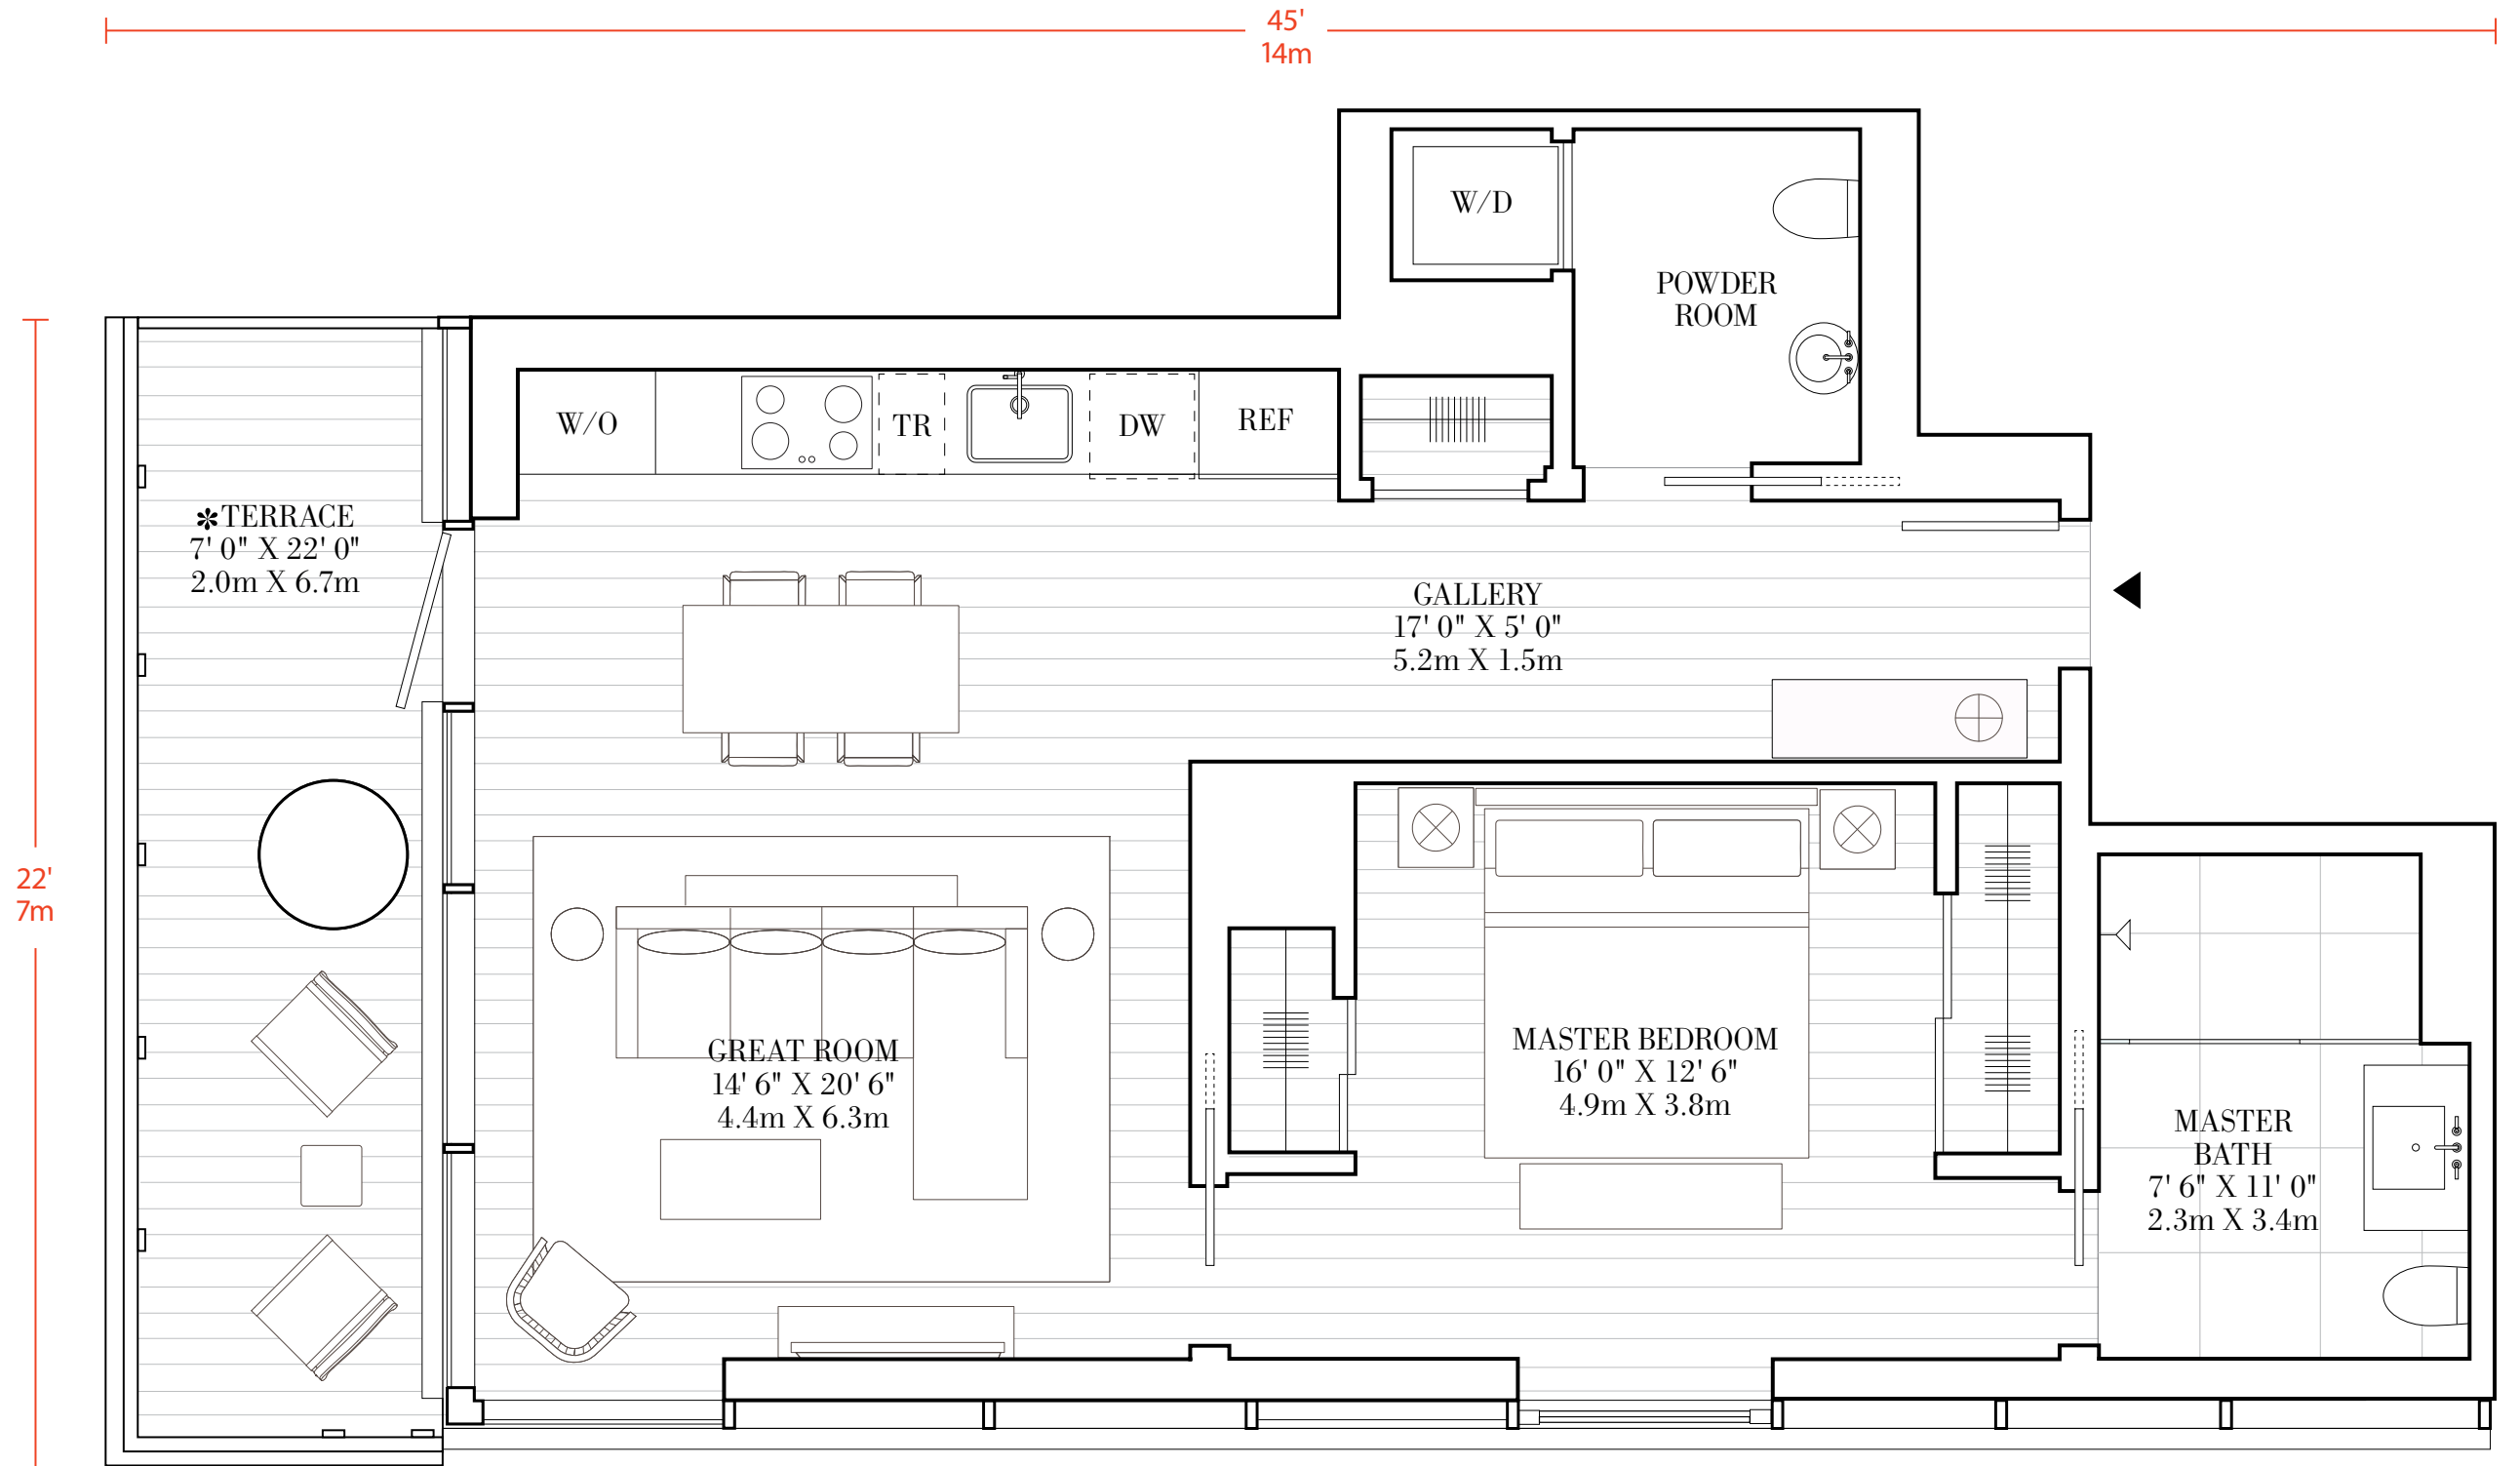 45'
14m
W/D
POWDER
ROOM
W/O
TR
DW
REF
✽TERRACE
7' 0" X 22' 0"
2.0m X 6.7m
GALLERY
17' 0" X 5' 0"
5.2m X 1.5m
22'
7m
GREAT ROOM
14' 6" X 20' 6"
4.4m X 6.3m
MASTER BEDROOM
16' 0" X 12' 6"
4.9m X 3.8m
MASTER
BATH
7' 6" X 11' 0"
2.3m X 3.4m